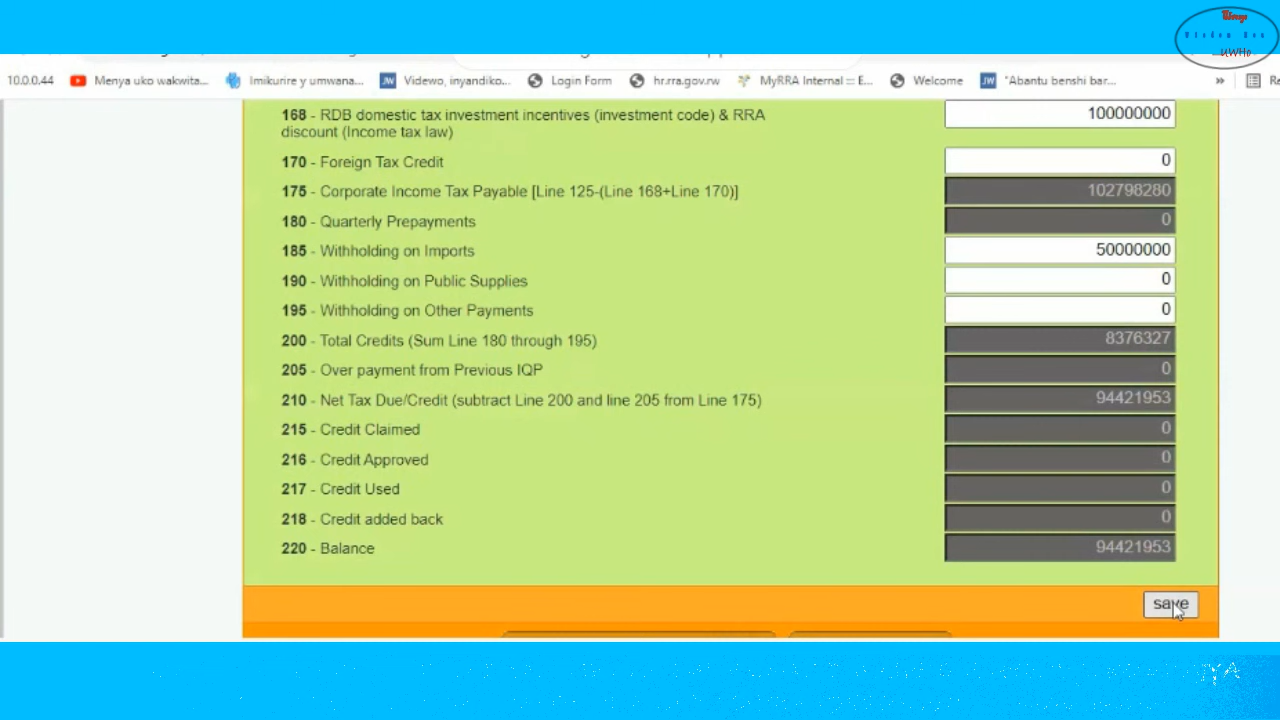 UWHo
10.0.0.44 Menya uko wakwita... Imikurire y umwana... Videwo, inyandiko... Login Form hr.rra.gov.rw MyRRA Internal ::: E... Welcome "Abantu benshi bar... » Re
168 - RDB domestic tax investment incentives (investment code) & RRA 100000000
discount (Income tax law)
170 - Foreign Tax Credit 0
175 - Corporate Income Tax Payable [Line 125-(Line 168+Line 170)] 102798280
180 - Quarterly Prepayments 0
185 - Withholding on Imports 50000000
190 - Withholding on Public Supplies 0
195 - Withholding on Other Payments 0
200 - Total Credits (Sum Line 180 through 195) 8376327
205 - Over payment from Previous IQP 0
210 - Net Tax Due/Credit (subtract Line 200 and line 205 from Line 175) 94421953
215 - Credit Claimed 0
216 - Credit Approved 0
217 - Credit Used 0
218 - Credit added back 0
220 - Balance 94421953
save